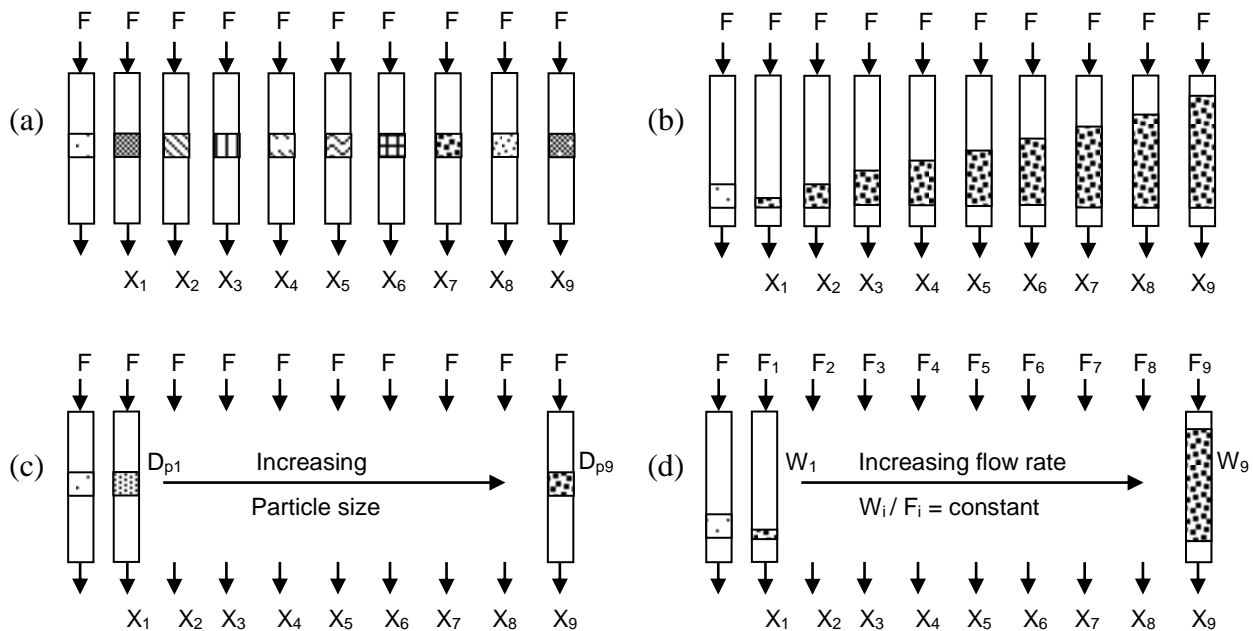 F F F F F F F F F F
(a)
X₁ X₂ X₃ X₄ X₅ X₆ X₇ X₈ X₉
F F F F F F F F F F
(b)
X₁ X₂ X₃ X₄ X₅ X₆ X₇ X₈ X₉
F F F F F F F F F F
(c) Dp1 Increasing Dp9
Particle size
X₁ X₂ X₃ X₄ X₅ X₆ X₇ X₈ X₉
F F₁ F₂ F₃ F₄ F₅ F₆ F₇ F₈ F₉
(d) W₁ Increasing flow rate W₉
Wᵢ / Fᵢ = constant
X₁ X₂ X₃ X₄ X₅ X₆ X₇ X₈ X₉